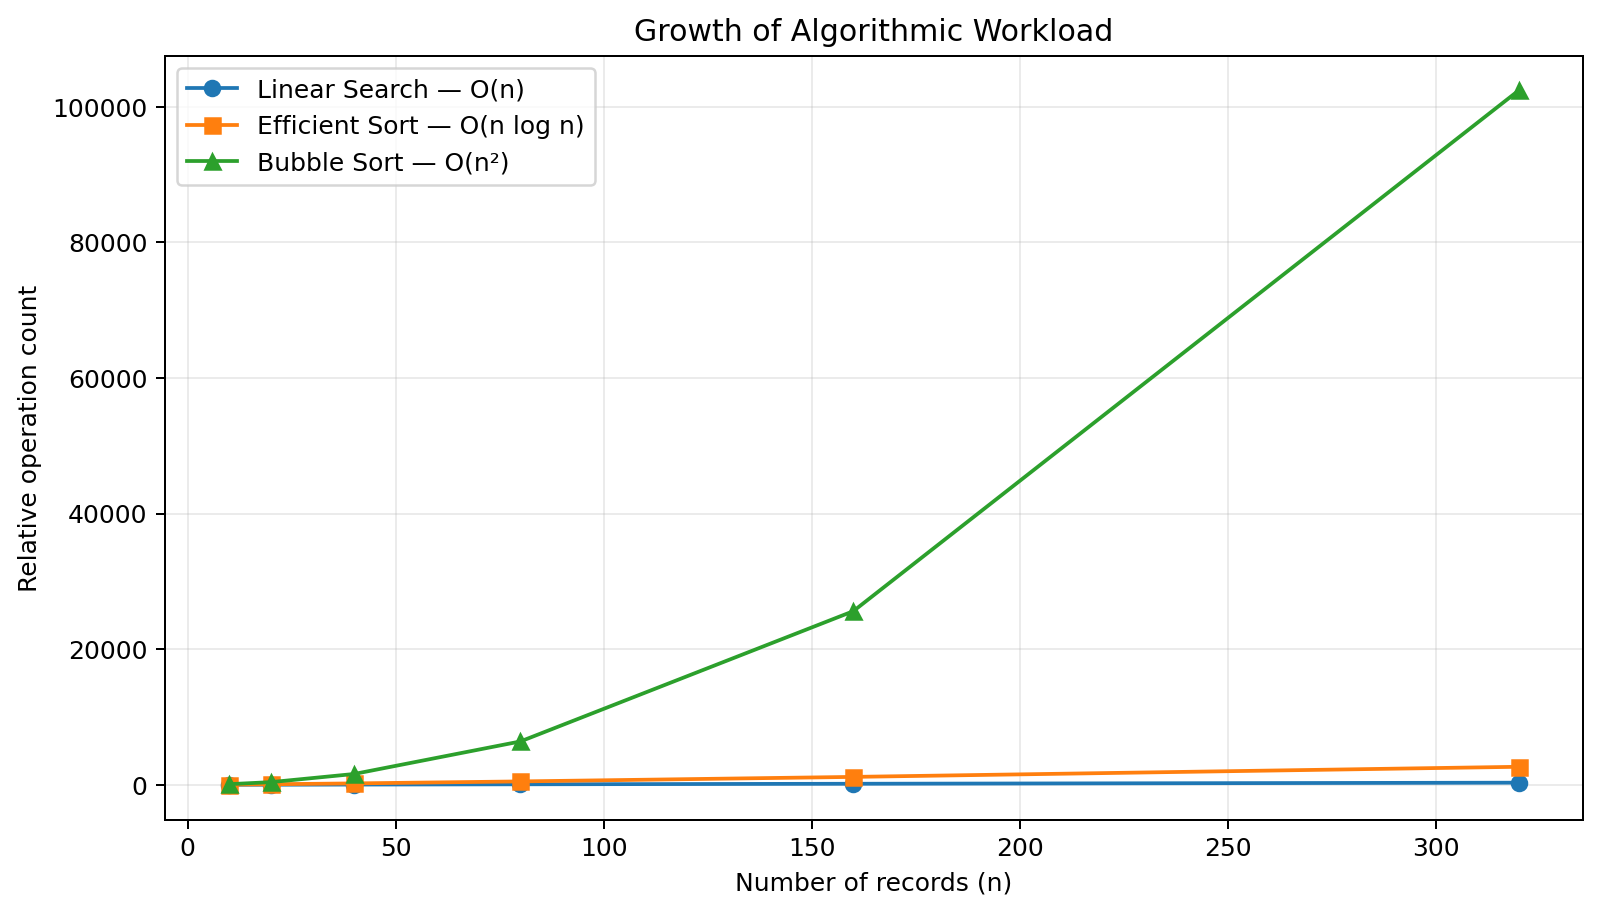 Growth of Algorithmic Workload
Linear Search — O(n)
Efficient Sort — O(n log n)
Bubble Sort — O(n²)
Relative operation count
100000
80000
60000
40000
20000
0
0 50 100 150 200 250 300
Number of records (n)